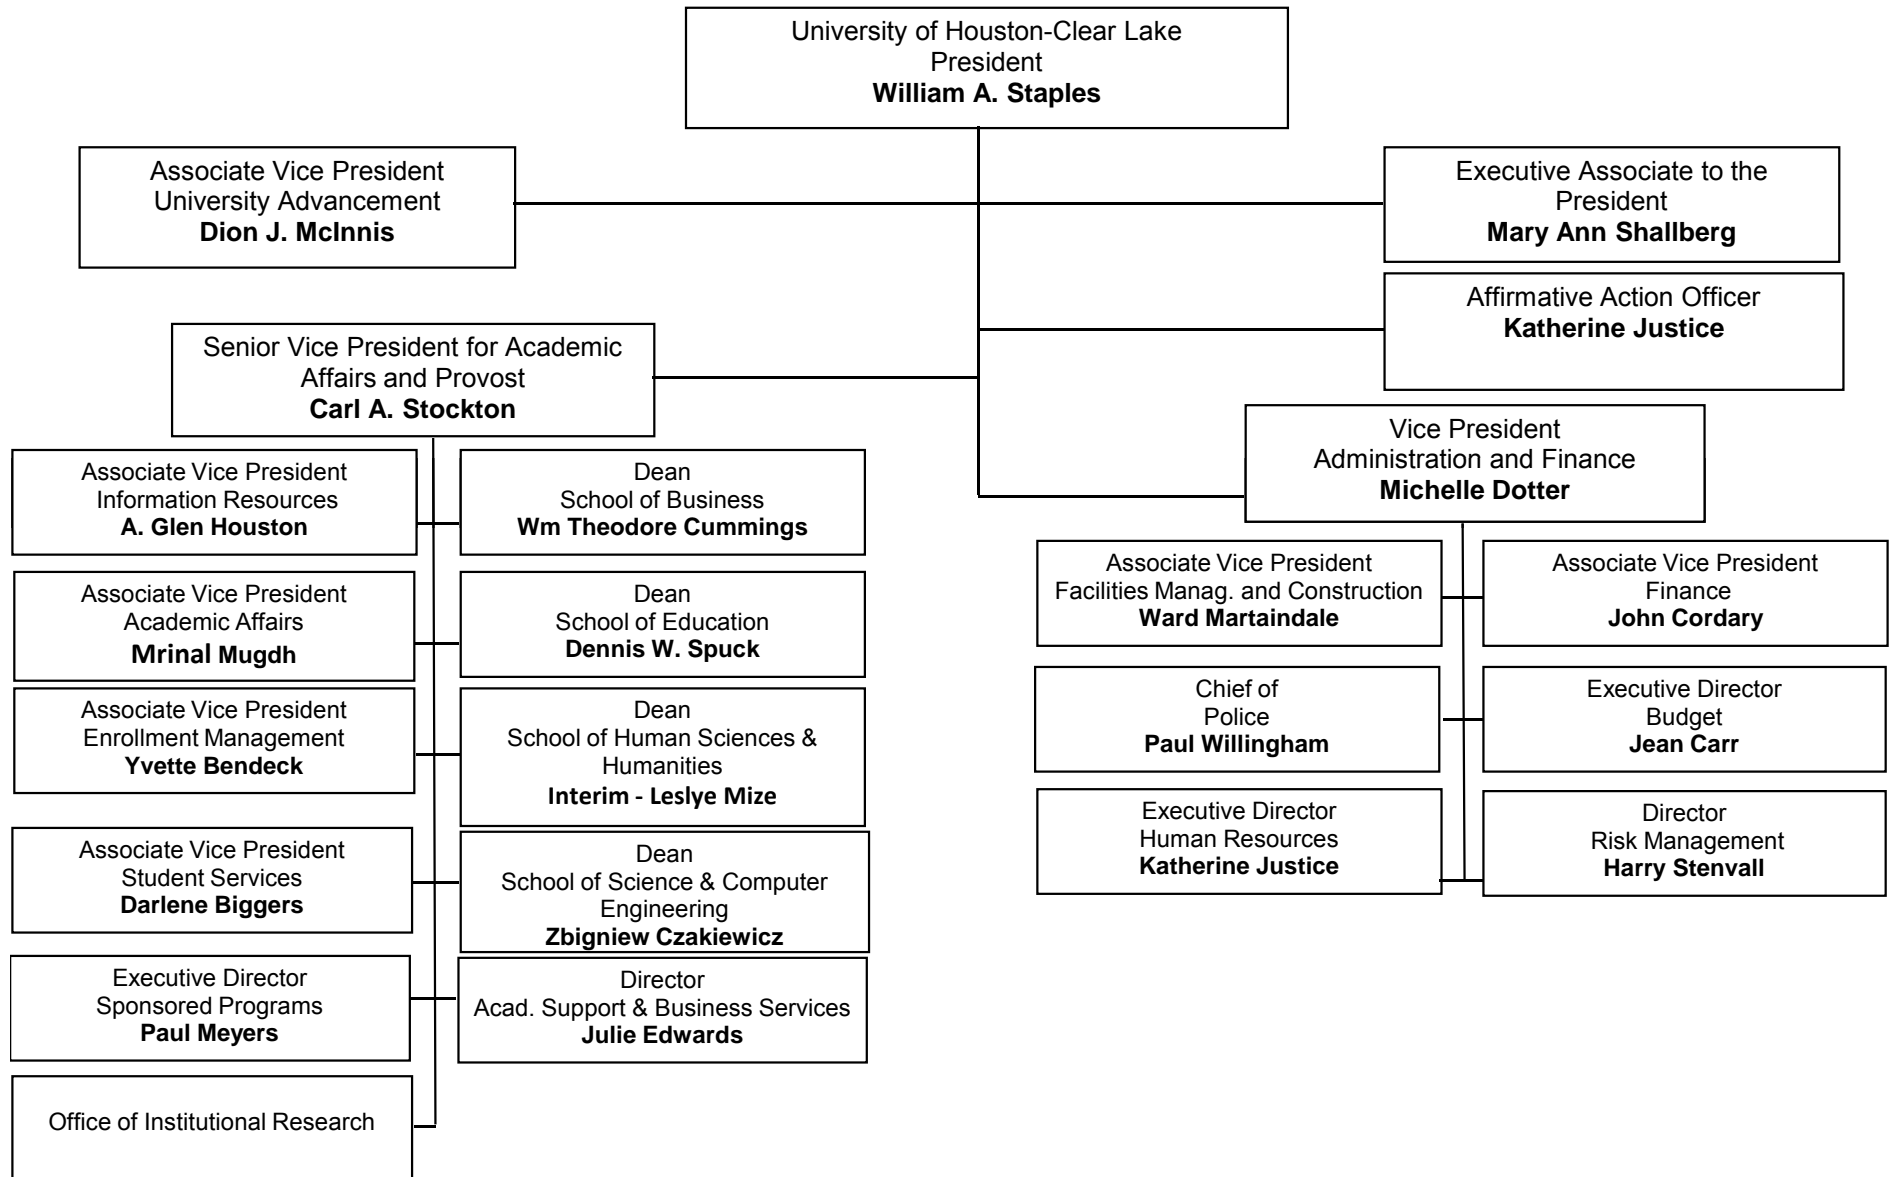 University of Houston-Clear Lake
President
William A. Staples
Associate Vice President
University Advancement
Dion J. McInnis
Executive Associate to the
President
Mary Ann Shallberg
Affirmative Action Officer
Katherine Justice
Senior Vice President for Academic
Affairs and Provost
Carl A. Stockton
Vice President
Administration and Finance
Michelle Dotter
Associate Vice President
Information Resources
A. Glen Houston
Dean
School of Business
Wm Theodore Cummings
Associate Vice President
Academic Affairs
Mrinal Mugdh
Dean
School of Education
Dennis W. Spuck
Associate Vice President
Enrollment Management
Yvette Bendeck
Dean
School of Human Sciences &
Humanities
Interim - Leslye Mize
Associate Vice President
Student Services
Darlene Biggers
Dean
School of Science & Computer
Engineering
Zbigniew Czakiewicz
Executive Director
Sponsored Programs
Paul Meyers
Director
Acad. Support & Business Services
Julie Edwards
Office of Institutional Research
Associate Vice President
Facilities Manag. and Construction
Ward Martaindale
Associate Vice President
Finance
John Cordary
Chief of
Police
Paul Willingham
Executive Director
Budget
Jean Carr
Executive Director
Human Resources
Katherine Justice
Director
Risk Management
Harry Stenvall